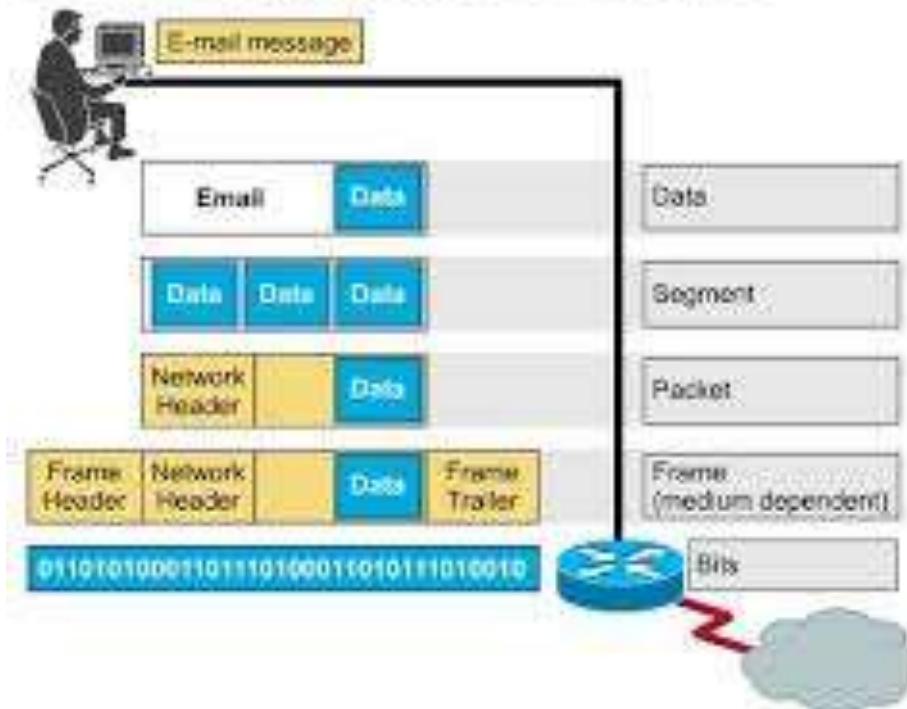 E-mail message
Email Data
Data
Data Data Data
Segment
Network Header Data
Packet
Frame Header Network Header Data Frame Trailer
Frame
(medium dependent)
Bits